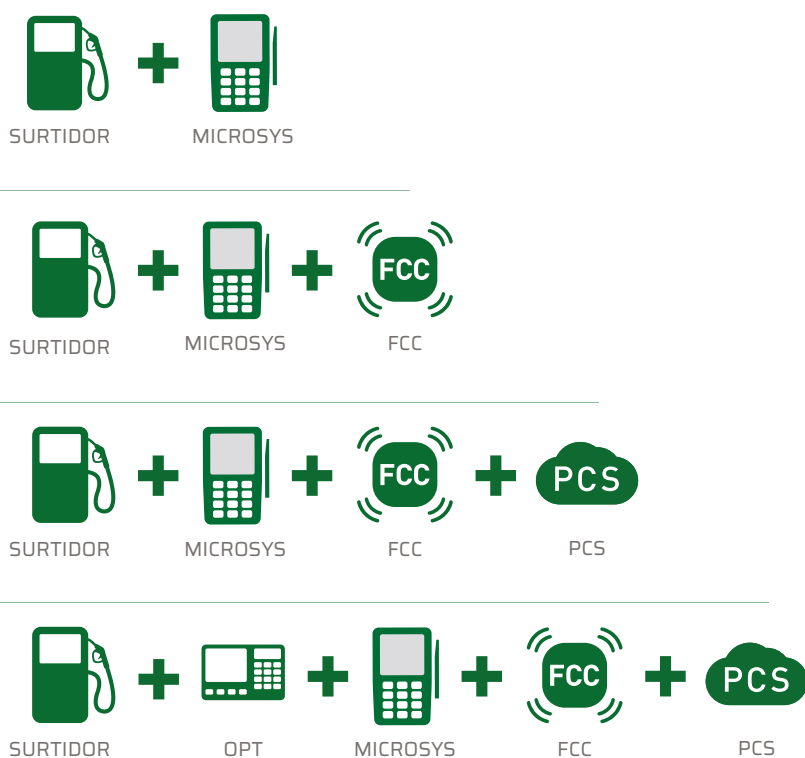 SURTIDOR MICROSYS
FCC
SURTIDOR MICROSYS FCC
FCC PCS
SURTIDOR MICROSYS FCC PCS
FCC PCS
SURTIDOR OPT MICROSYS FCC PCS